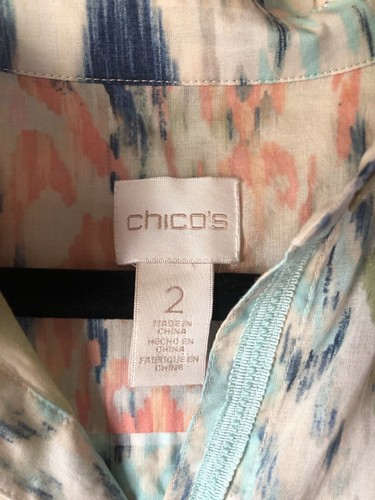 chico's
2
MADE IN
CHINA
HECHO EN
CHINA
FABRIQUÉ EN
CHINE